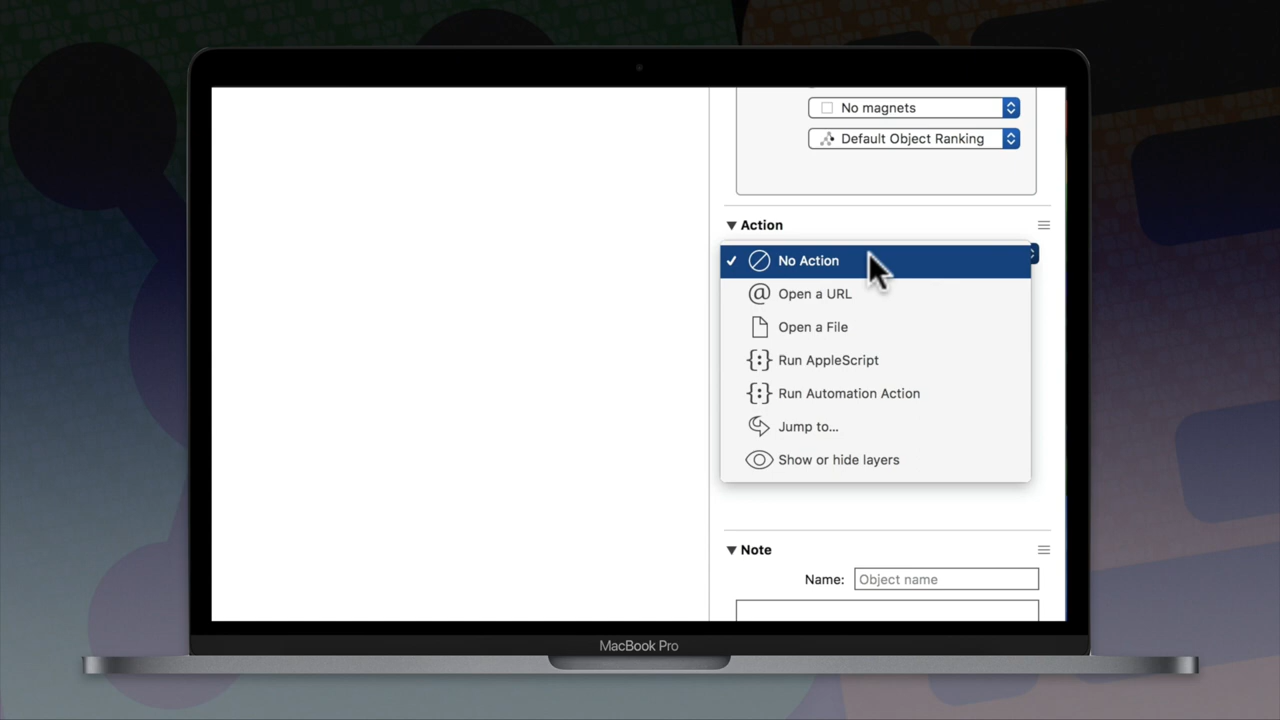 No magnets
Default Object Ranking
Action
No Action
Open a URL
Open a File
Run AppleScript
Run Automation Action
Jump to...
Show or hide layers
Note
Name: Object name
MacBook Pro